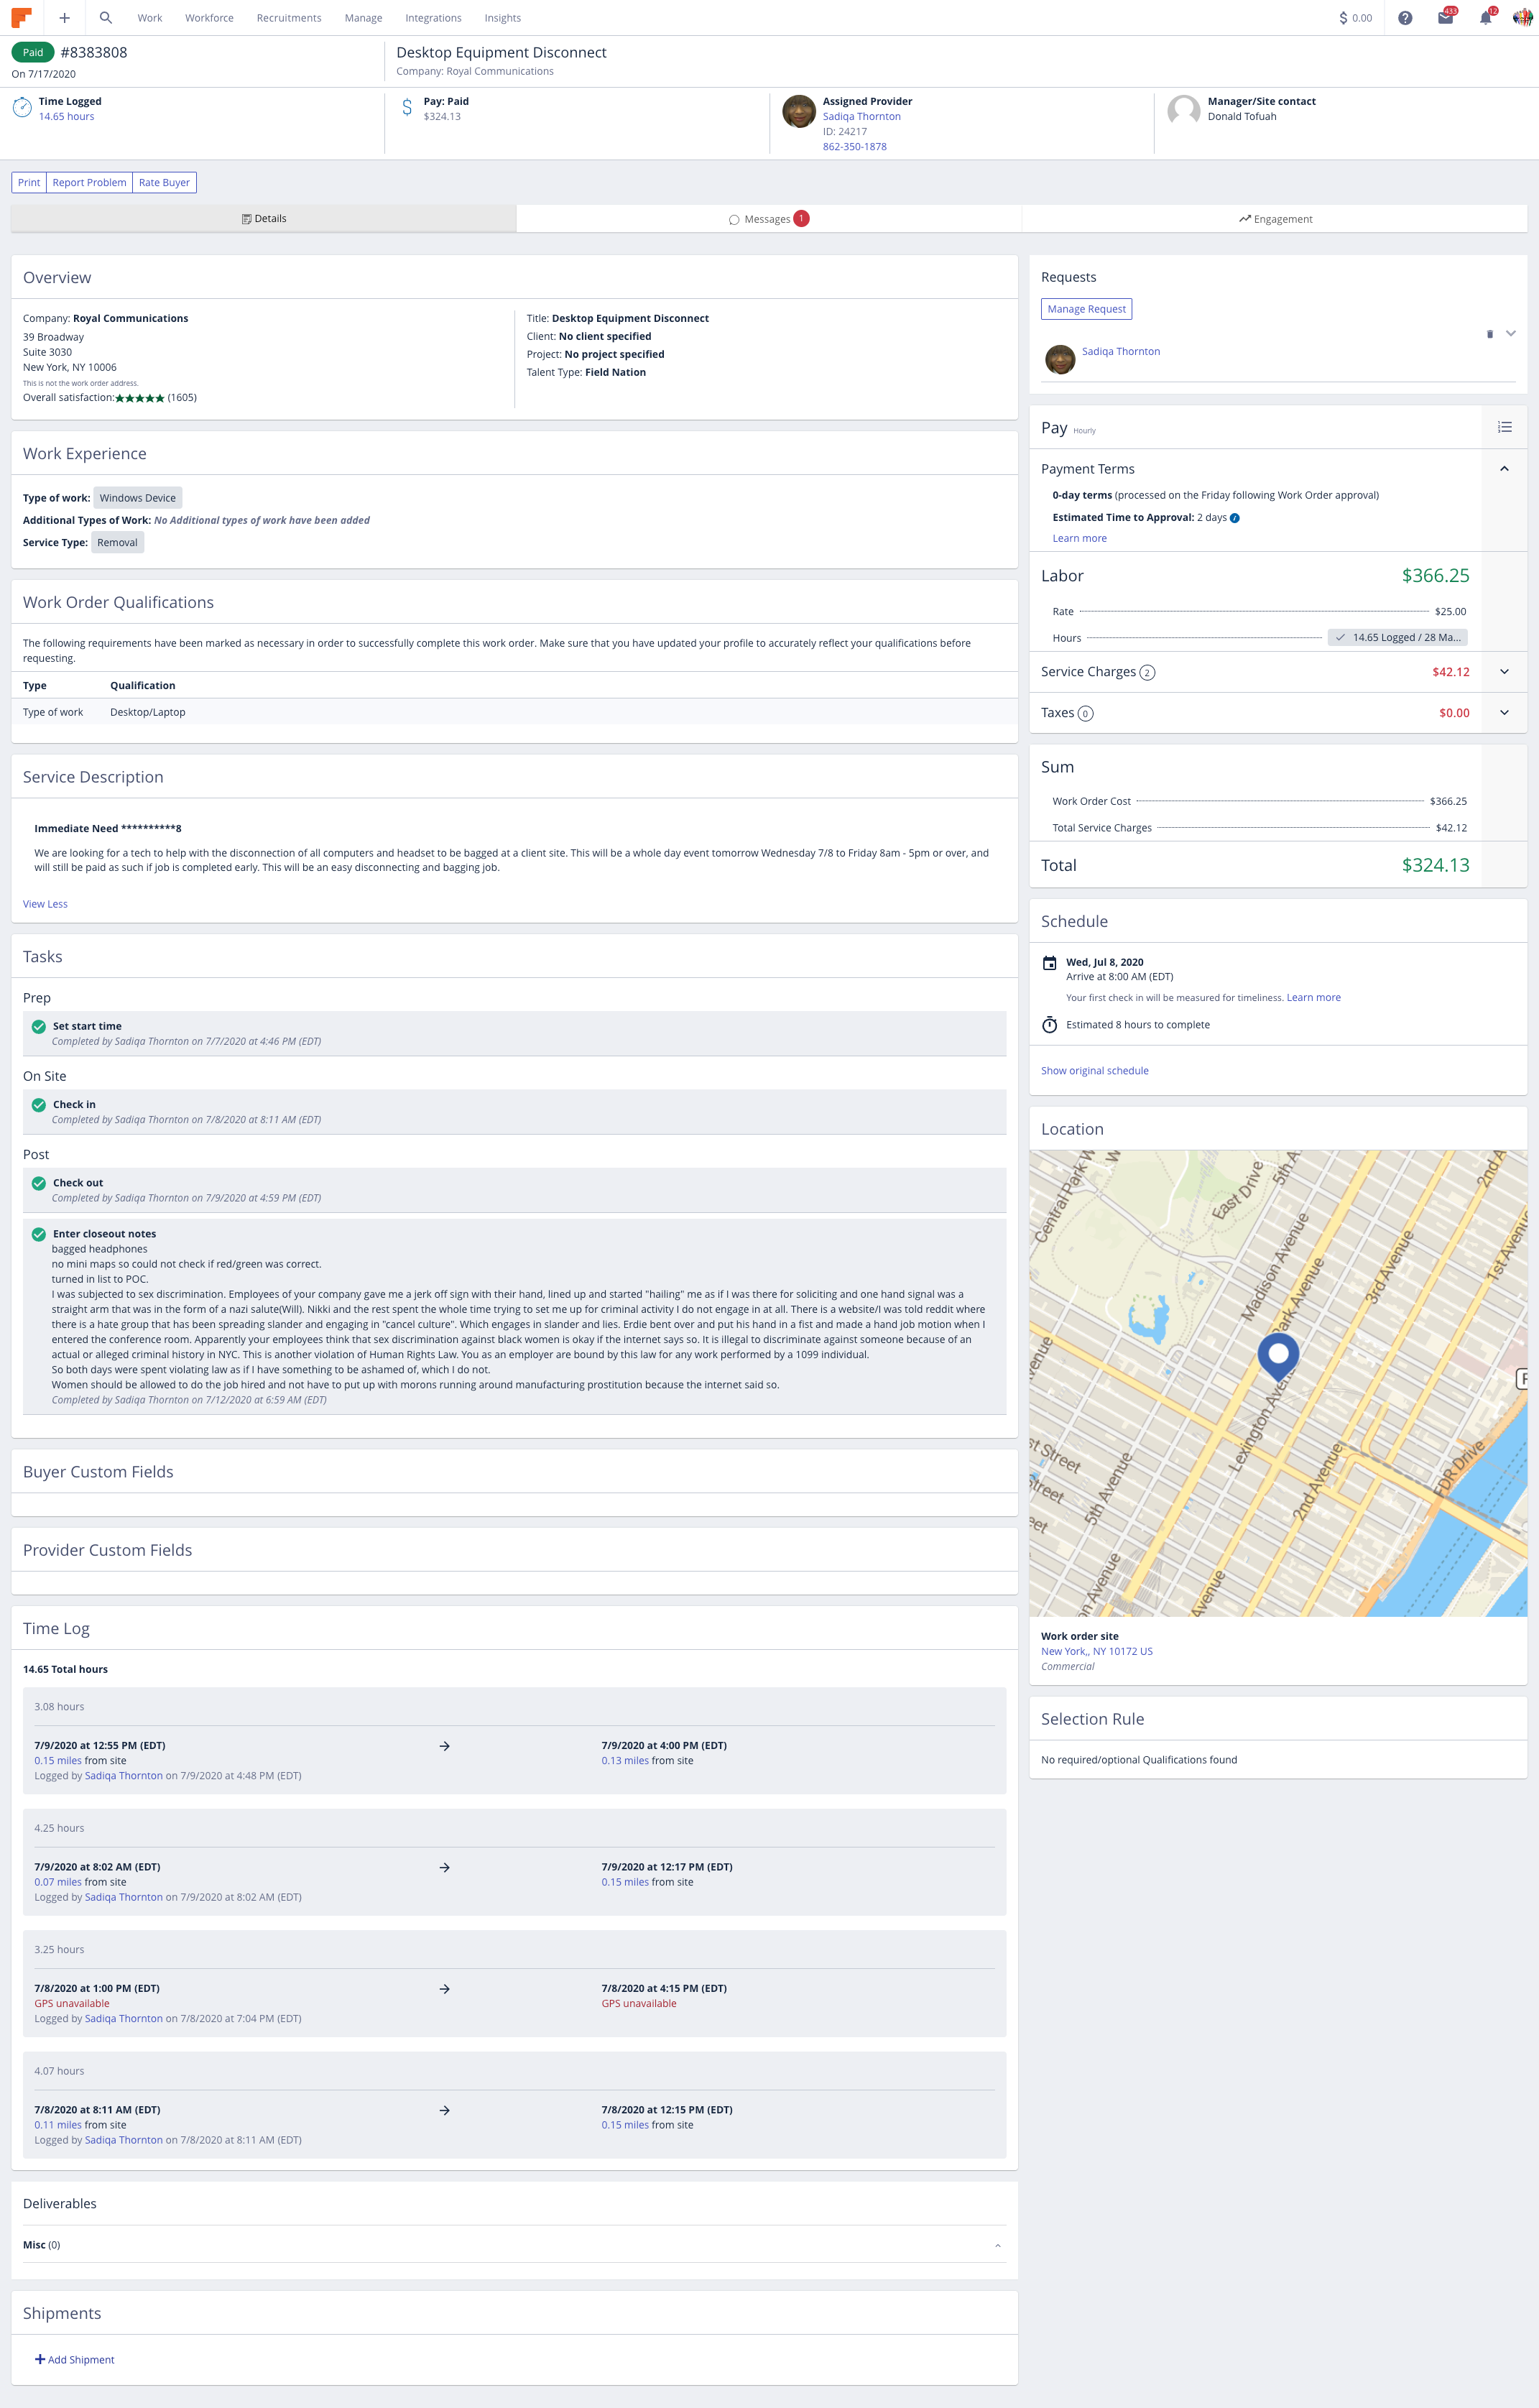 Work Workforce Recruitments Manage Integrations Insights
$ 0.00
433
12
Paid #8383808
On 7/17/2020
Desktop Equipment Disconnect
Company: Royal Communications
Time Logged
14.65 hours
Pay: Paid
$324.13
Assigned Provider
Sadiqa Thornton
ID: 24217
862-350-1878
Manager/Site contact
Donald Tofuah
Print Report Problem Rate Buyer
Details
Messages 1
Engagement
Overview
Company: Royal Communications
39 Broadway
Suite 3030
New York, NY 10006
This is not the work order address.
Overall satisfaction:★★★★★ (1605)
Title: Desktop Equipment Disconnect
Client: No client specified
Project: No project specified
Talent Type: Field Nation
Work Experience
Type of work: Windows Device
Additional Types of Work: No Additional types of work have been added
Service Type: Removal
Work Order Qualifications
The following requirements have been marked as necessary in order to successfully complete this work order. Make sure that you have updated your profile to accurately reflect your qualifications before
requesting.
Type Qualification
Type of work Desktop/Laptop
Service Description
Immediate Need **********8
We are looking for a tech to help with the disconnection of all computers and headset to be bagged at a client site. This will be a whole day event tomorrow Wednesday 7/8 to Friday 8am - 5pm or over, and
will still be paid as such if job is completed early. This will be an easy disconnecting and bagging job.
View Less
Tasks
Prep
Set start time
Completed by Sadiqa Thornton on 7/7/2020 at 4:46 PM (EDT)
On Site
Check in
Completed by Sadiqa Thornton on 7/8/2020 at 8:11 AM (EDT)
Post
Check out
Completed by Sadiqa Thornton on 7/9/2020 at 4:59 PM (EDT)
Enter closeout notes
bagged headphones
no mini maps so could not check if red/green was correct.
turned in list to POC.
I was subjected to sex discrimination. Employees of your company gave me a jerk off sign with their hand, lined up and started "hailing" me as if I was there for soliciting and one hand signal was a
straight arm that was in the form of a nazi salute(Will). Nikki and the rest spent the whole time trying to set me up for criminal activity I do not engage in at all. There is a website/I was told reddit where
there is a hate group that has been spreading slander and engaging in "cancel culture". Which engages in slander and lies. Erdie bent over and put his hand in a fist and made a hand job motion when I
entered the conference room. Apparently your employees think that sex discrimination against black women is okay if the internet says so. It is illegal to discriminate against someone because of an
actual or alleged criminal history in NYC. This is another violation of Human Rights Law. You as an employer are bound by this law for any work performed by a 1099 individual.
So both days were spent violating law as if I have something to be ashamed of, which I do not.
Women should be allowed to do the job hired and not have to put up with morons running around manufacturing prostitution because the internet said so.
Completed by Sadiqa Thornton on 7/12/2020 at 6:59 AM (EDT)
Buyer Custom Fields
Provider Custom Fields
Time Log
14.65 Total hours
3.08 hours
7/9/2020 at 12:55 PM (EDT) → 7/9/2020 at 4:00 PM (EDT)
0.15 miles from site 0.13 miles from site
Logged by Sadiqa Thornton on 7/9/2020 at 4:48 PM (EDT)
4.25 hours
7/9/2020 at 8:02 AM (EDT) → 7/9/2020 at 12:17 PM (EDT)
0.07 miles from site 0.15 miles from site
Logged by Sadiqa Thornton on 7/9/2020 at 8:02 AM (EDT)
3.25 hours
7/8/2020 at 1:00 PM (EDT) → 7/8/2020 at 4:15 PM (EDT)
GPS unavailable GPS unavailable
Logged by Sadiqa Thornton on 7/8/2020 at 7:04 PM (EDT)
4.07 hours
7/8/2020 at 8:11 AM (EDT) → 7/8/2020 at 12:15 PM (EDT)
0.11 miles from site 0.15 miles from site
Logged by Sadiqa Thornton on 7/8/2020 at 8:11 AM (EDT)
Deliverables
Misc (0)
Shipments
Add Shipment
Requests
Manage Request
Sadiqa Thornton
Pay Hourly
Payment Terms
0-day terms (processed on the Friday following Work Order approval)
Estimated Time to Approval: 2 days
Learn more
Labor $366.25
Rate $25.00
Hours 14.65 Logged / 28 Ma...
Service Charges 2 $42.12
Taxes 0 $0.00
Sum
Work Order Cost $366.25
Total Service Charges $42.12
Total $324.13
Schedule
Wed, Jul 8, 2020
Arrive at 8:00 AM (EDT)
Your first check in will be measured for timeliness. Learn more
Estimated 8 hours to complete
Show original schedule
Location
Central Park W
East Drive
5th A
2nd A
Madison Avenue
Park Avenue
3rd Avenue
1st Avenue
Lexington Avenue
5th Avenue
2nd Avenue
FDR Drive
st Street
treet
eet
n Avenue
Avenue
Work order site
New York,, NY 10172 US
Commercial
Selection Rule
No required/optional Qualifications found